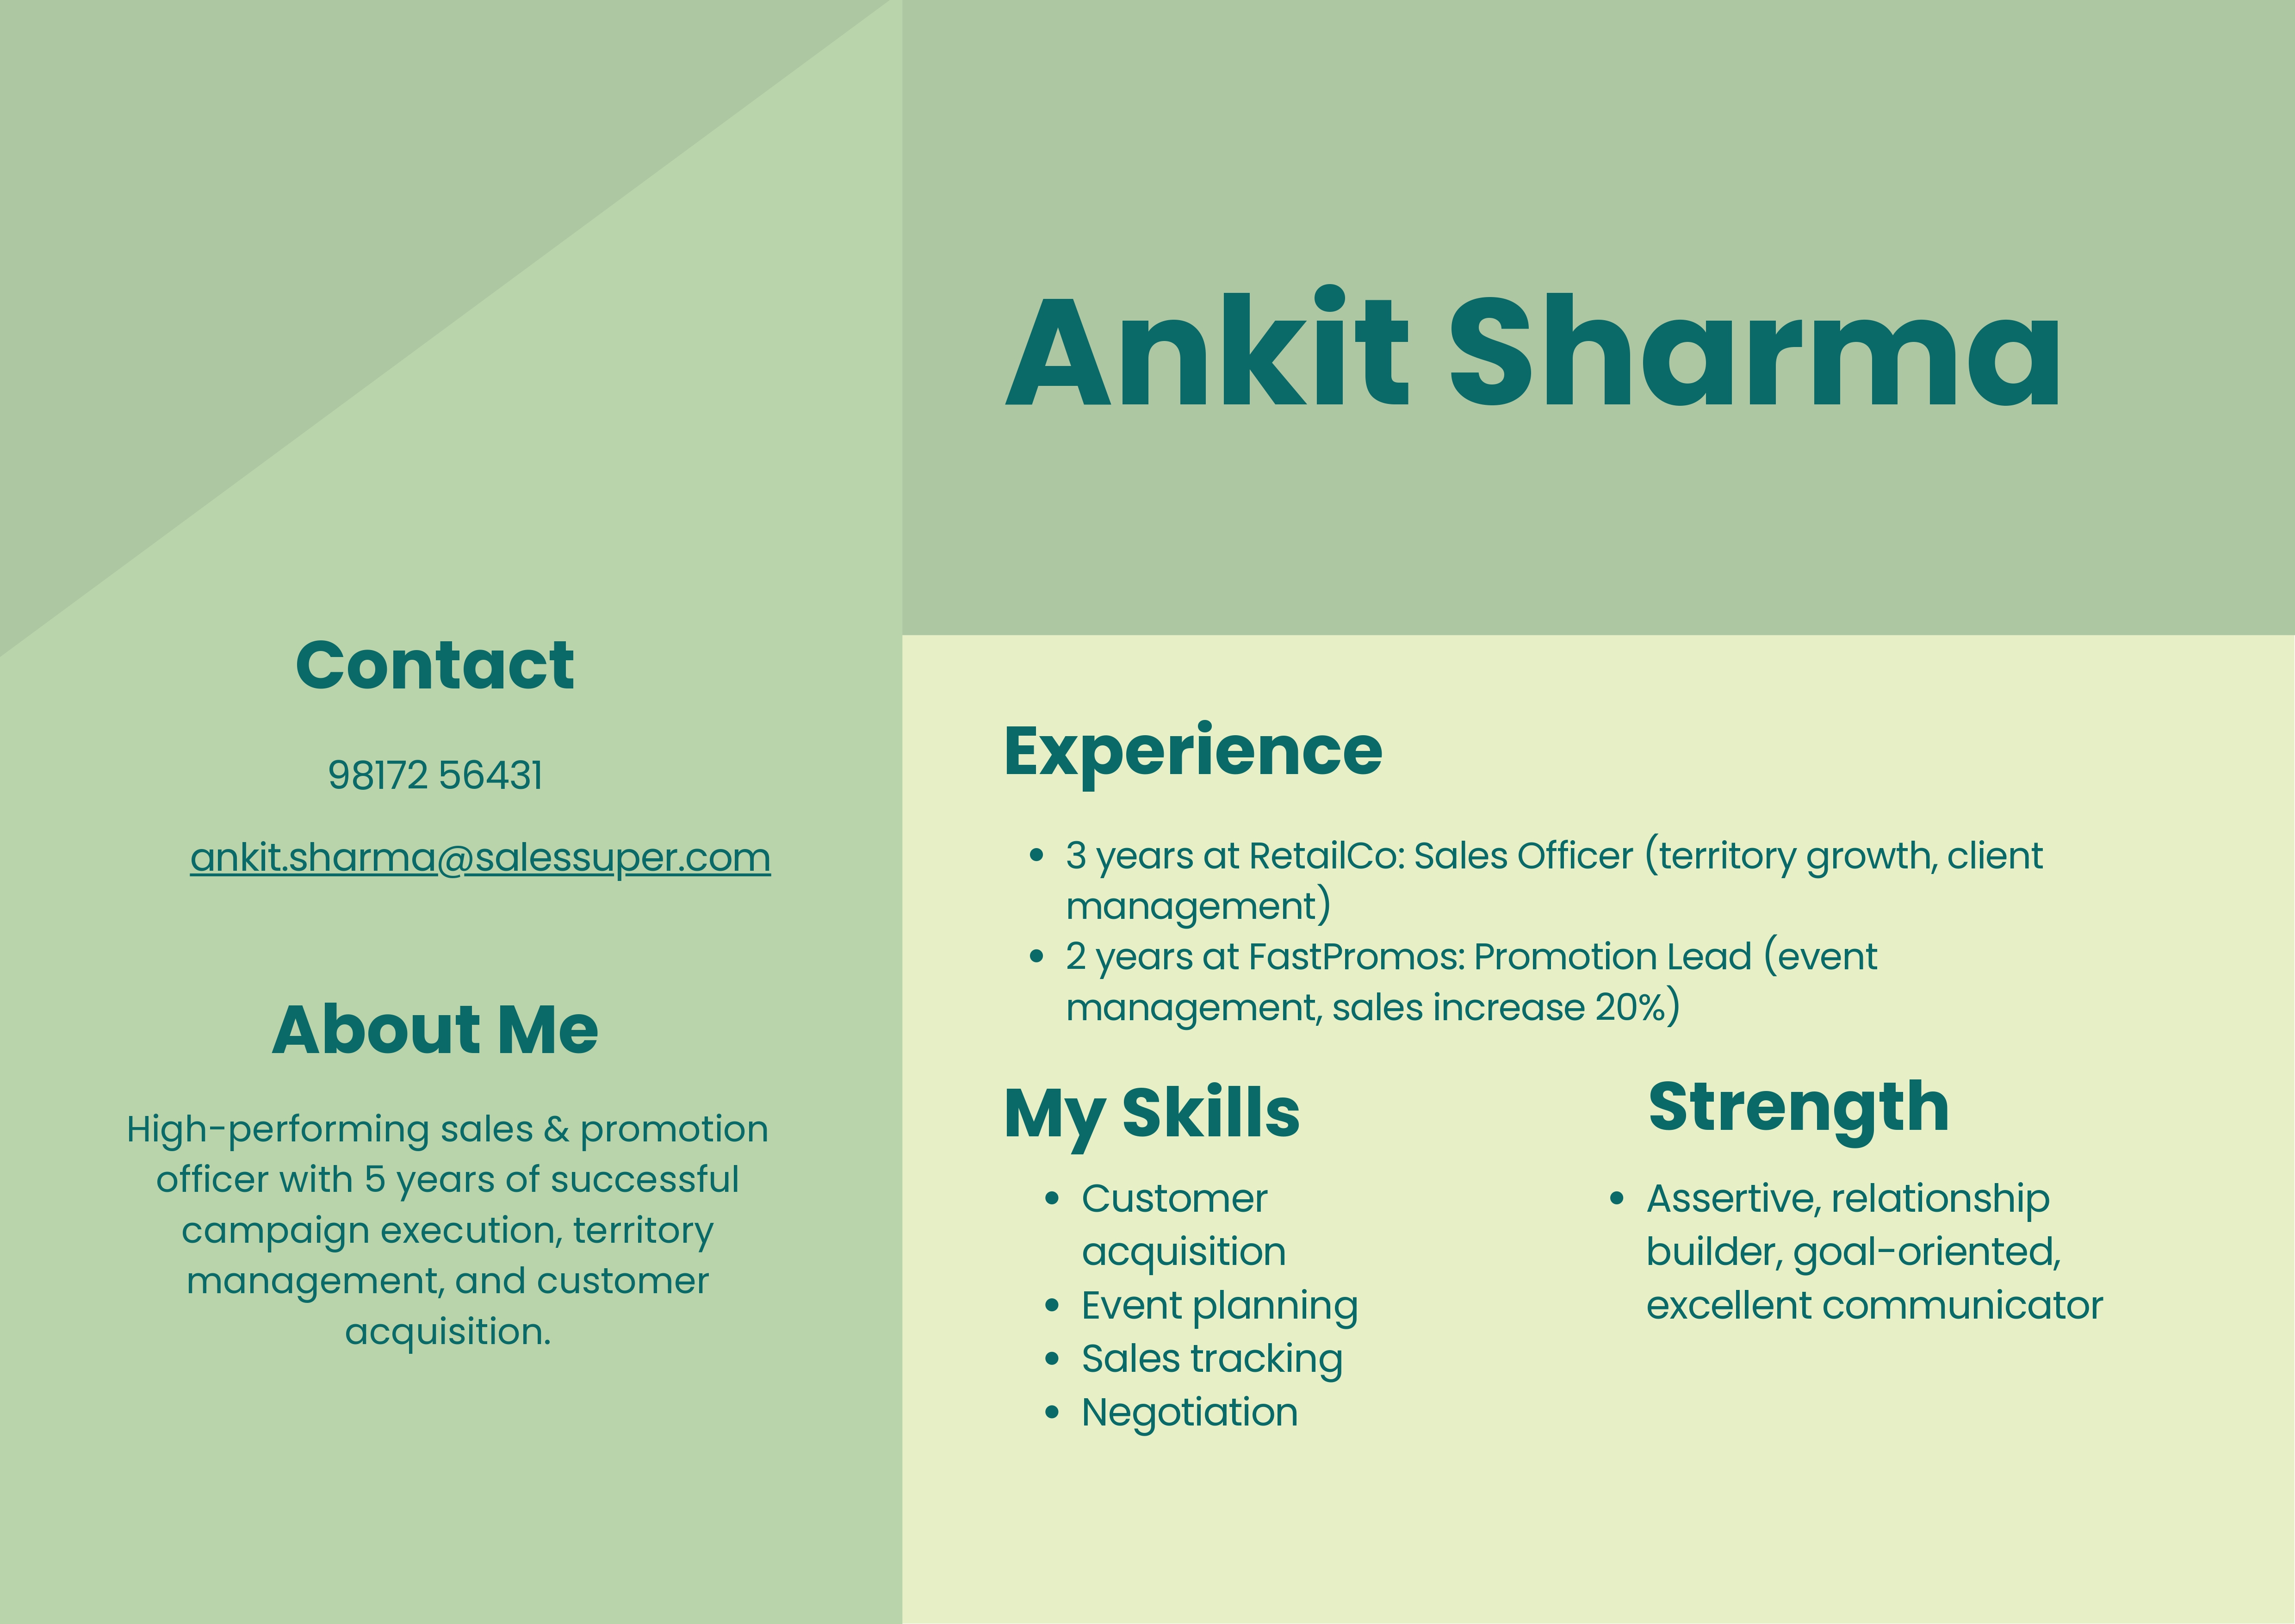 Ankit Sharma
Contact
98172 56431
ankit.sharma@salessuper.com
About Me
High-performing sales & promotion
officer with 5 years of successful
campaign execution, territory
management, and customer
acquisition.
Experience
• 3 years at RetailCo: Sales Officer (territory growth, client
management)
• 2 years at FastPromos: Promotion Lead (event
management, sales increase 20%)
My Skills
• Customer
acquisition
• Event planning
• Sales tracking
• Negotiation
Strength
• Assertive, relationship
builder, goal-oriented,
excellent communicator